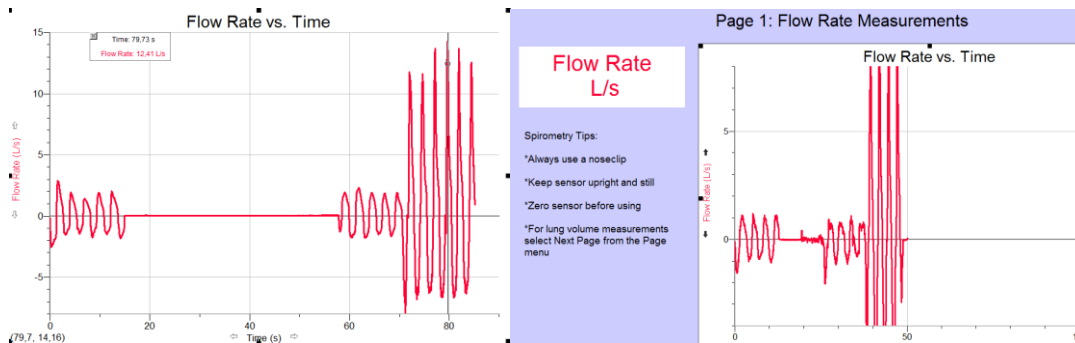 Flow Rate vs. Time
15
Time: 79,73 s
Flow Rate: 12,41 L/s
10
5
0
-5
Flow Rate (L/s)
20
40
60
80
(79,7, 14,16)
Time (s)
Page 1: Flow Rate Measurements
Flow Rate
L/s
Spirometry Tips:
*Always use a noseclip
*Keep sensor upright and still
*Zero sensor before using
*For lung volume measurements
select Next Page from the Page
menu
Flow Rate vs. Time
5
Flow Rate (L/s)
0
50